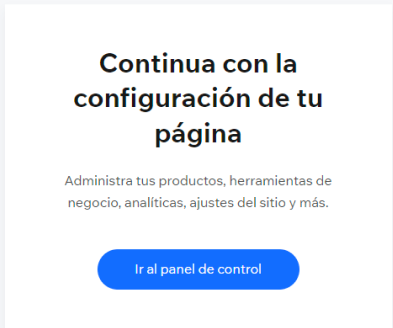 Continua con la
configuración de tu
página
Administra tus productos, herramientas de
negocio, analíticas, ajustes del sitio y más.
Ir al panel de control